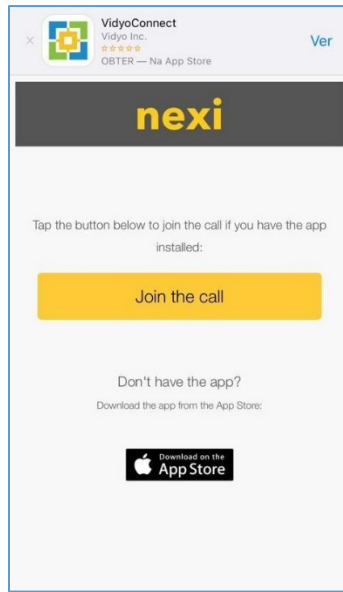 VidyoConnect
Vidyo Inc.
OBTER — Na App Store
Ver
nexi
Tap the button below to join the call if you have the app
installed:
Join the call
Don't have the app?
Download the app from the App Store:
Download on the
App Store